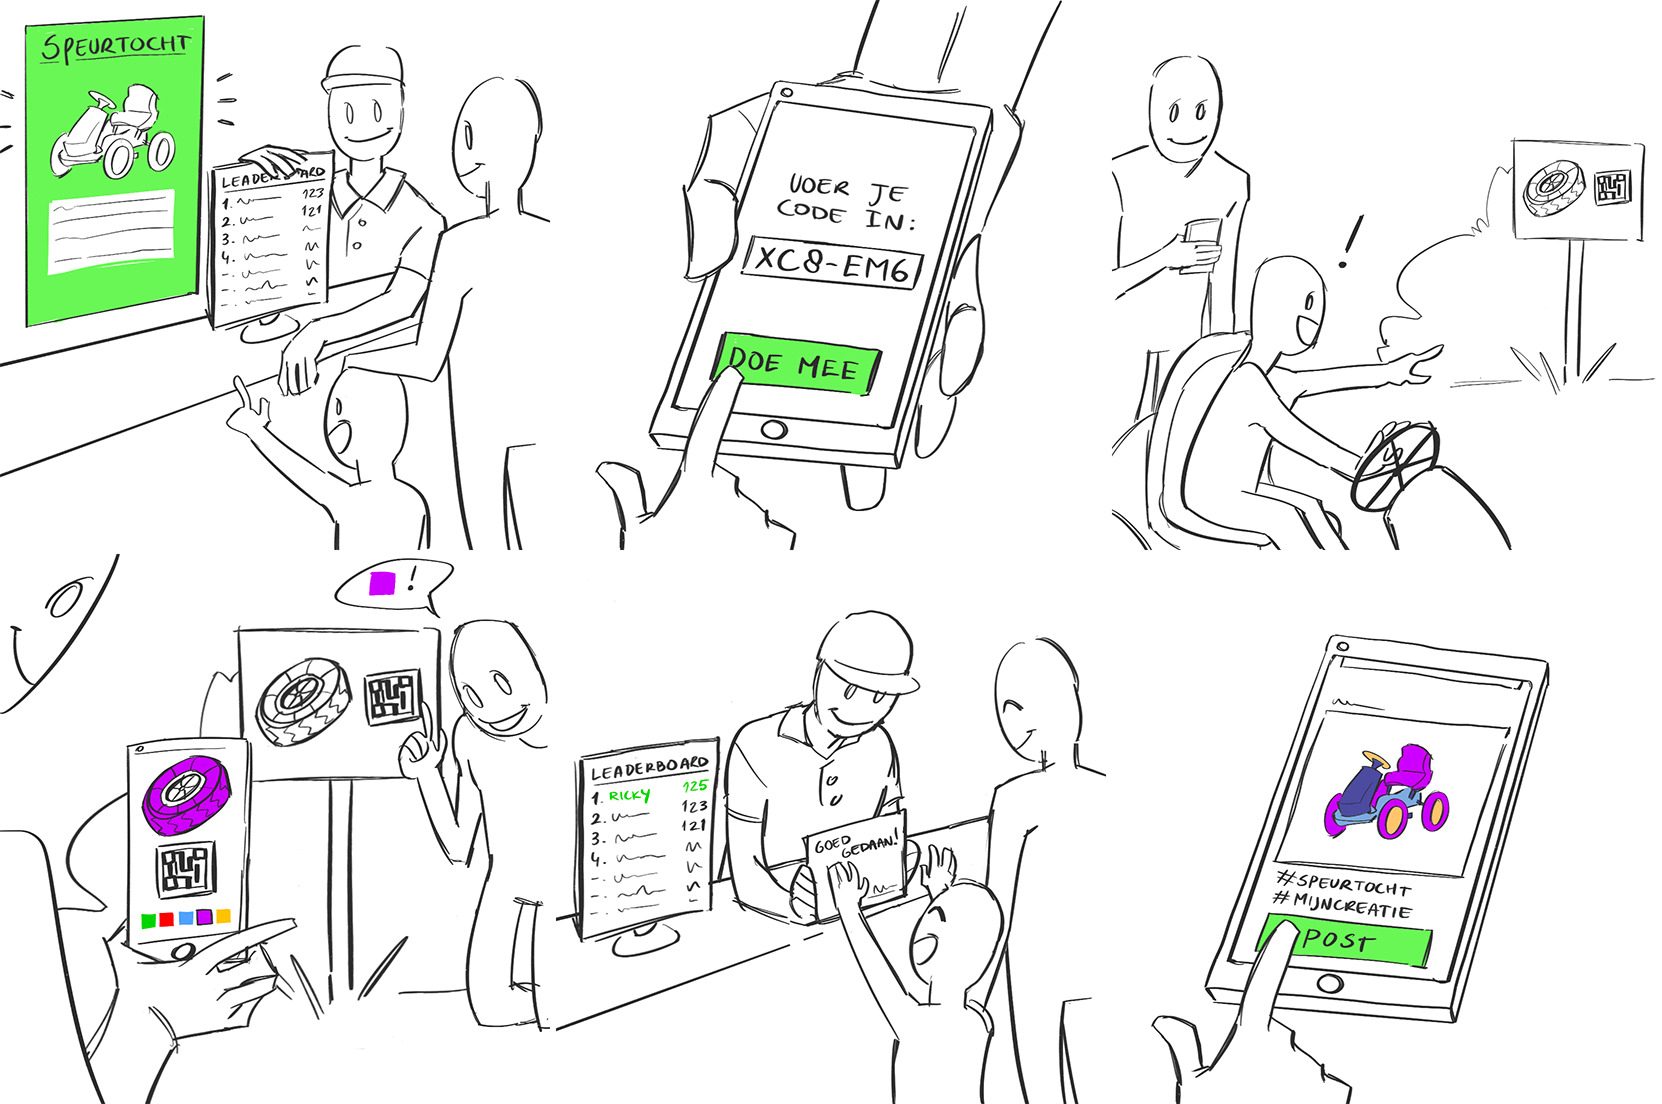 SPEURTOCHT
LEADERBOARD
1. 123
2. 121
3.
4.
VOER JE
CODE IN:
XC8-EM6
DOE MEE
!
!
LEADERBOARD
1. RICKY 125
2. 123
3. 121
4.
GOED
GEDAAN!
#SPEURTOCHT
#MIJNCREATIE
POST